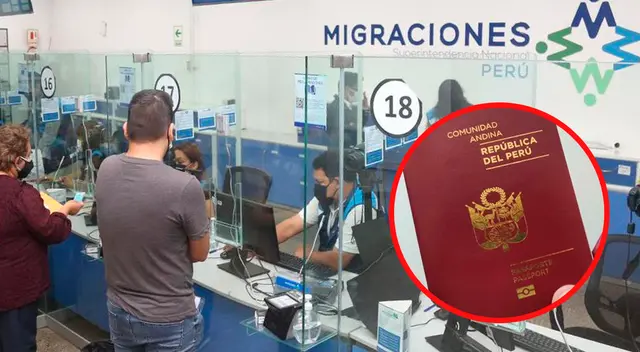 MIGRACIONES
Superintendencia Nacional
PERÚ
16
17
18
COMUNIDAD
ANDINA
REPÚBLICA
DEL PERÚ
PASAPORTE
PASSPORT